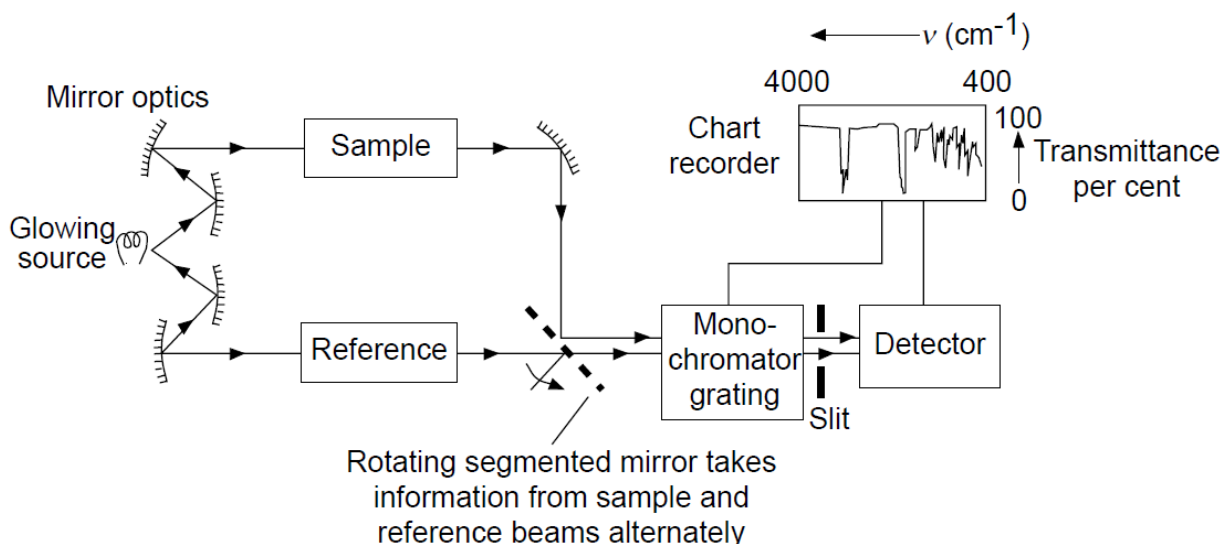 ν (cm-1)
4000
400
Mirror optics
Sample
Chart
recorder
100
0
Transmittance
per cent
Glowing
source
Reference
Mono-
chromator
grating
Detector
Slit
Rotating segmented mirror takes
information from sample and
reference beams alternately